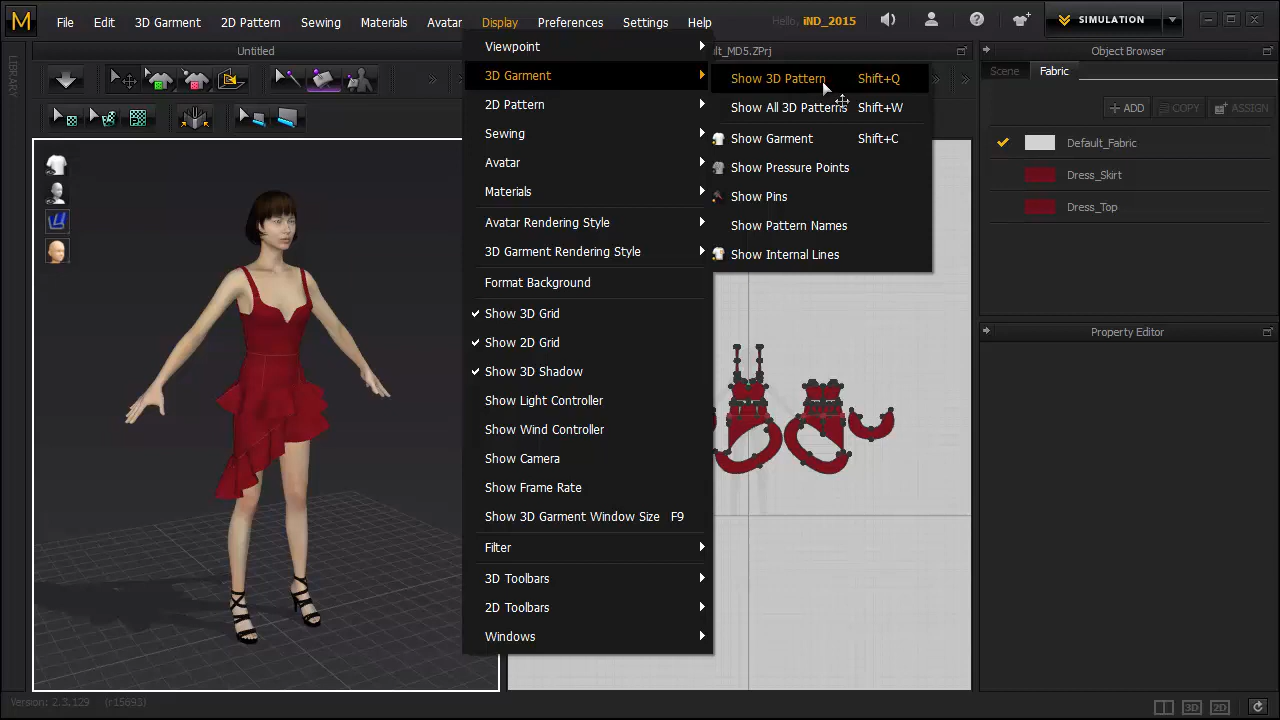 M File Edit 3D Garment 2D Pattern Sewing Materials Avatar Display Preferences Settings Help Hello, iND_2015 SIMULATION
Untitled
lt_MD5.ZPrj
Object Browser
LIBRARY
Scene Fabric
+ ADD COPY ASSIGN
Default_Fabric
Dress_Skirt
Dress_Top
Property Editor
Viewpoint
3D Garment
2D Pattern
Sewing
Avatar
Materials
Avatar Rendering Style
3D Garment Rendering Style
Format Background
Show 3D Grid
Show 2D Grid
Show 3D Shadow
Show Light Controller
Show Wind Controller
Show Camera
Show Frame Rate
Show 3D Garment Window Size F9
Filter
3D Toolbars
2D Toolbars
Windows
Show 3D Pattern Shift+Q
Show All 3D Patterns Shift+W
Show Garment Shift+C
Show Pressure Points
Show Pins
Show Pattern Names
Show Internal Lines
Version: 2.3.129 (r15693)
3D 2D